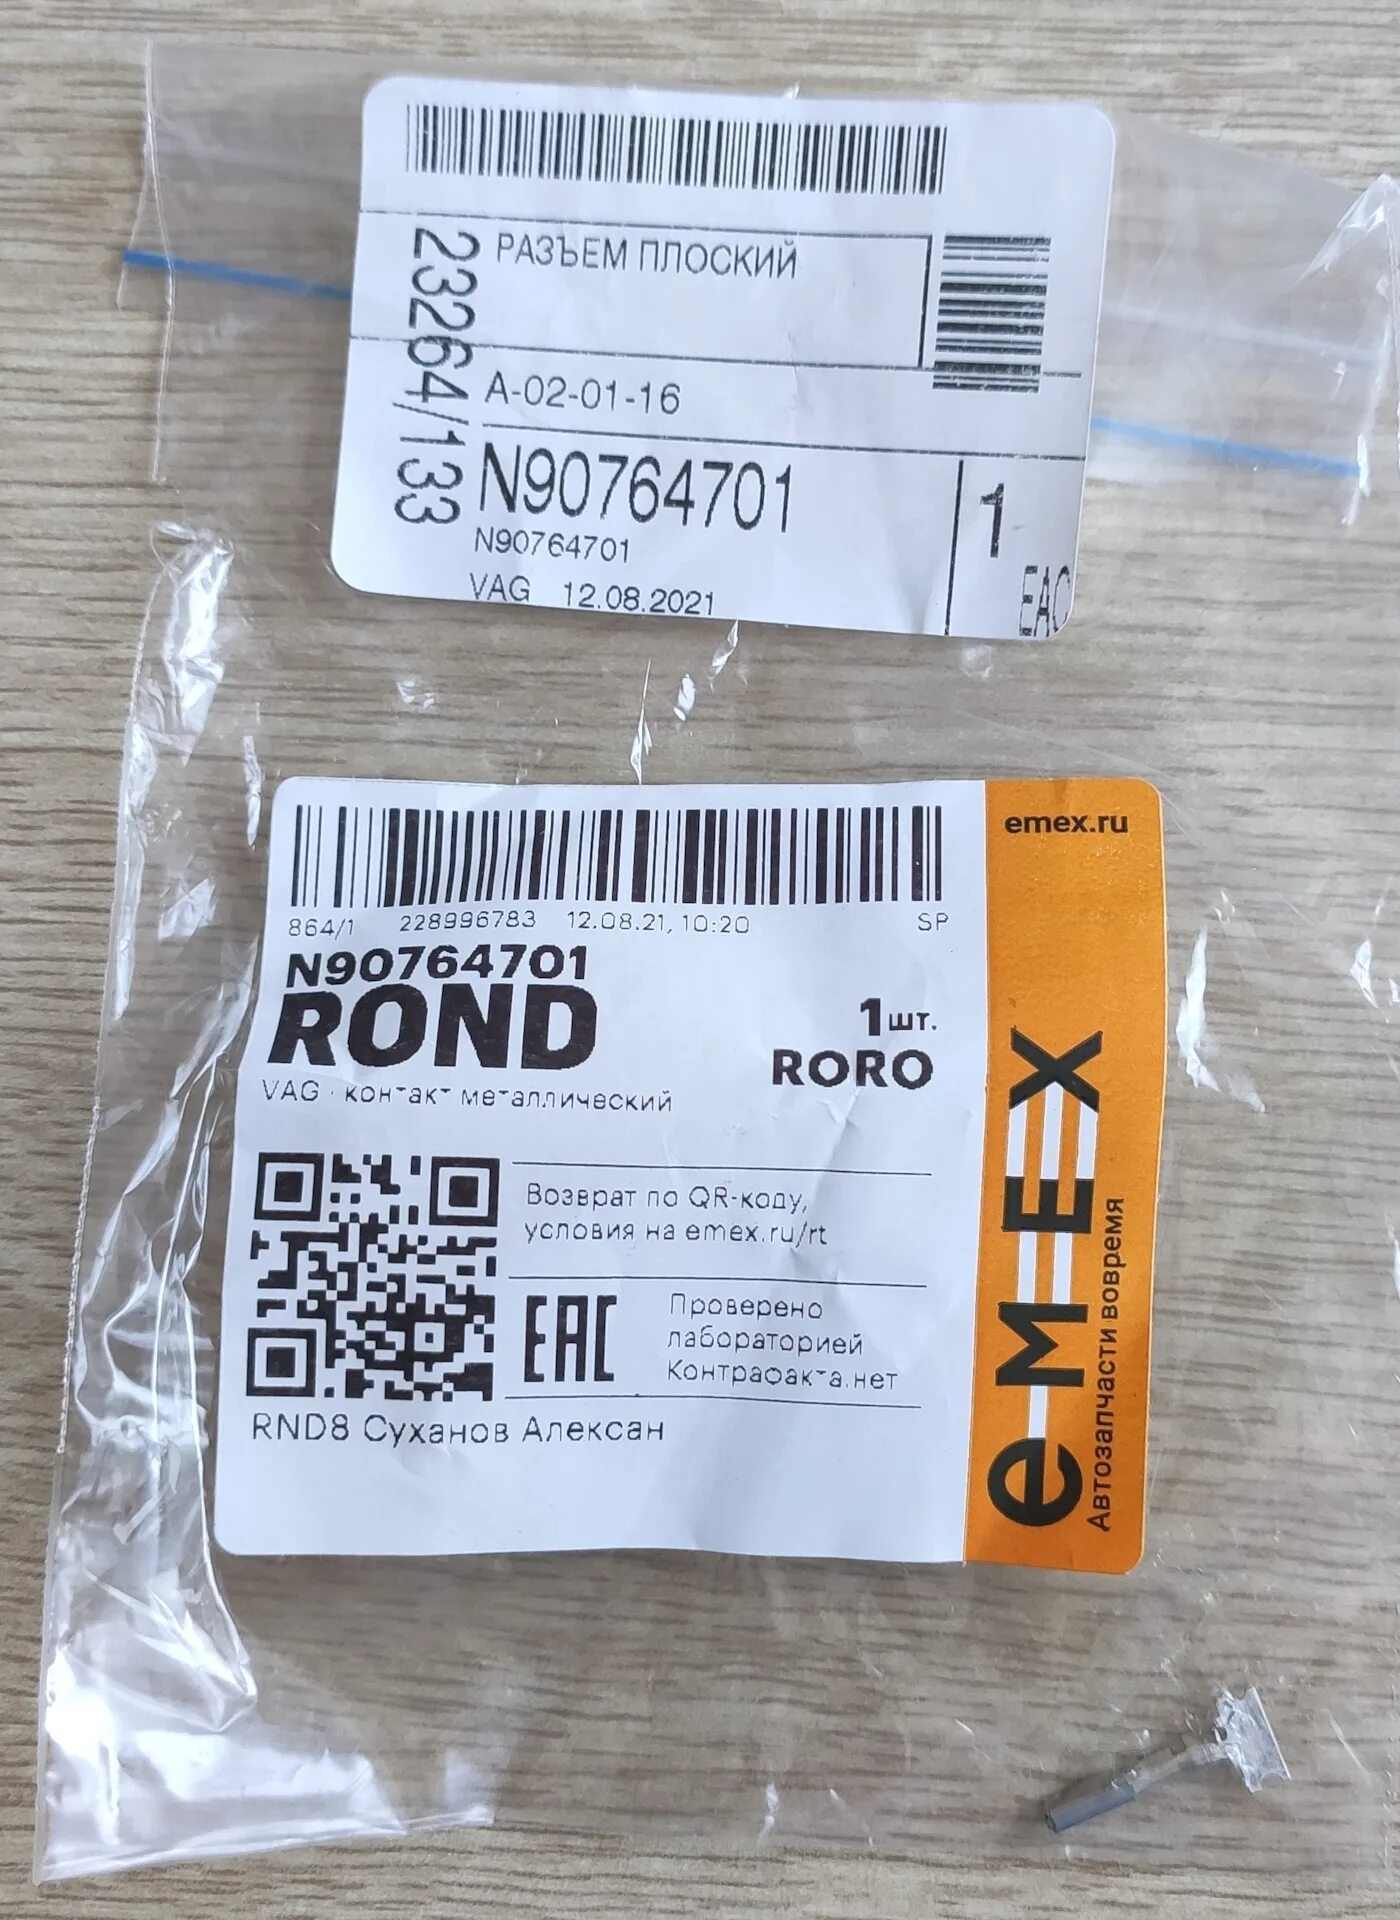 23264/133
РАЗЪЕМ ПЛОСКИЙ
A-02-01-16
N90764701
1
N90764701
VAG 12.08.2021
EAC
emex.ru
864/1 228996783 12.08.21, 10:20 SP
N90764701
ROND
1 шт.
RORO
VAG · контакт металлический
Возврат по QR-коду,
условия на emex.ru/rt
EAC
Проверено
лабораторией
Контрафакта.нет
RND8 Суханов Алексан
e-M-E-X
Автозапчасти вовремя